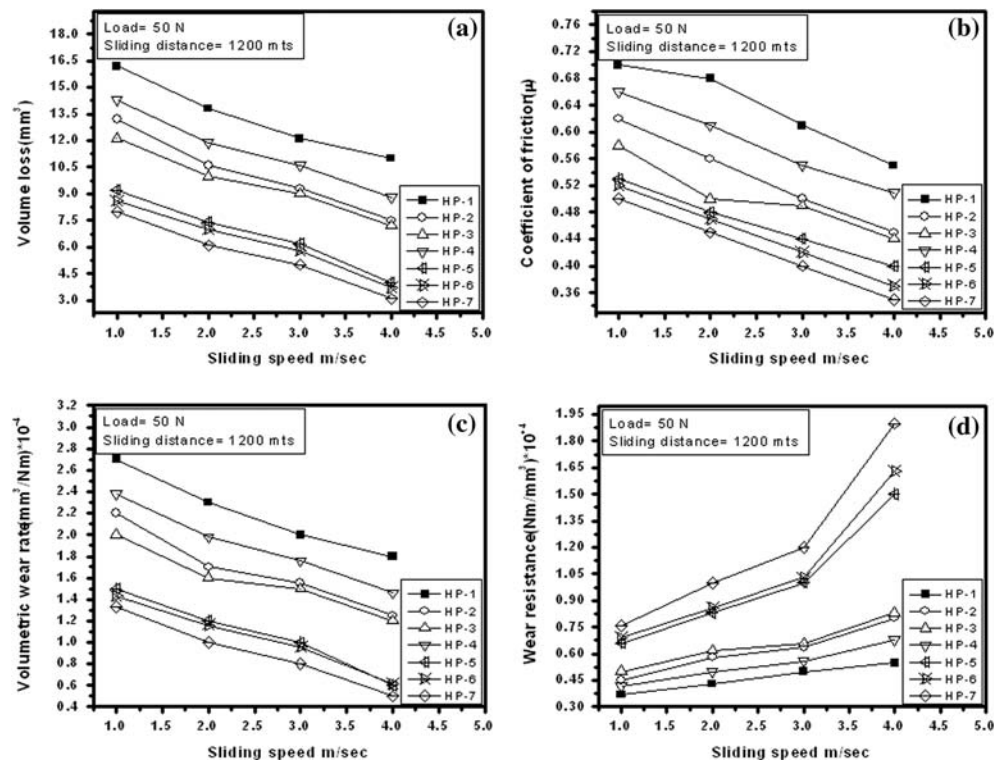 Load= 50 N
Sliding distance= 1200 mts
(a)
Volume loss(mm³)
18.0
16.5
15.0
13.5
12.0
10.5
9.0
7.5
6.0
4.5
3.0
HP-1
HP-2
HP-3
HP-4
HP-5
HP-6
HP-7
1.0 1.5 2.0 2.5 3.0 3.5 4.0 4.5 5.0
Sliding speed m/sec
Load= 50 N
Sliding distance= 1200 mts
(b)
Coefficient of friction(μ)
0.76
0.72
0.68
0.64
0.60
0.56
0.52
0.48
0.44
0.40
0.36
HP-1
HP-2
HP-3
HP-4
HP-5
HP-6
HP-7
1.0 1.5 2.0 2.5 3.0 3.5 4.0 4.5 5.0
Sliding speed m/sec
Load= 50 N
Sliding distance= 1200 mts
(c)
Volumetric wear rate(mm³/Nm)*10⁻⁴
3.2
3.0
2.8
2.6
2.4
2.2
2.0
1.8
1.6
1.4
1.2
1.0
0.8
0.6
0.4
HP-1
HP-2
HP-3
HP-4
HP-5
HP-6
HP-7
1.0 1.5 2.0 2.5 3.0 3.5 4.0 4.5 5.0
Sliding speed m/sec
Load= 50 N
Sliding distance= 1200 mts
(d)
Wear resistance(Nm/mm³)*10⁻⁴
1.95
1.80
1.65
1.50
1.35
1.20
1.05
0.90
0.75
0.60
0.45
0.30
HP-1
HP-2
HP-3
HP-4
HP-5
HP-6
HP-7
1.0 1.5 2.0 2.5 3.0 3.5 4.0 4.5 5.0
Sliding speed m/sec